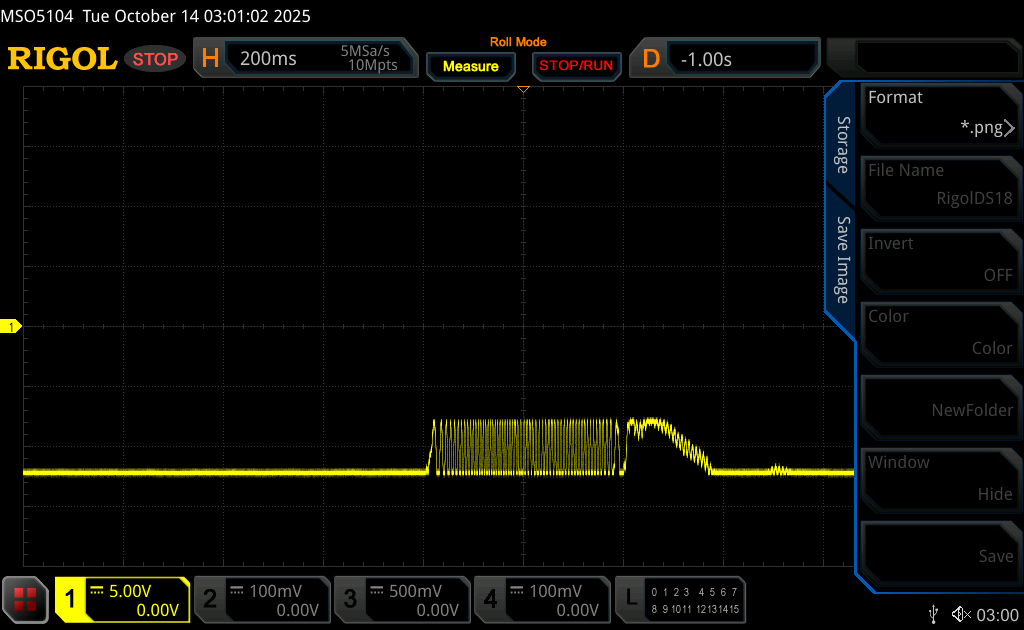 MSO5104 Tue October 14 03:01:02 2025
RIGOL
STOP
H
200ms
5MSa/s
10Mpts
Roll Mode
Measure
STOP/RUN
D
-1.00s
Storage
Save Image
Format
*.png
File Name
RigolDS18
Invert
OFF
Color
Color
NewFolder
Window
Hide
Save
1
1
5.00V
0.00V
2
100mV
0.00V
3
500mV
0.00V
4
100mV
0.00V
L
0 1 2 3 4 5 6 7
8 9 10 11 12 13 14 15
03:00